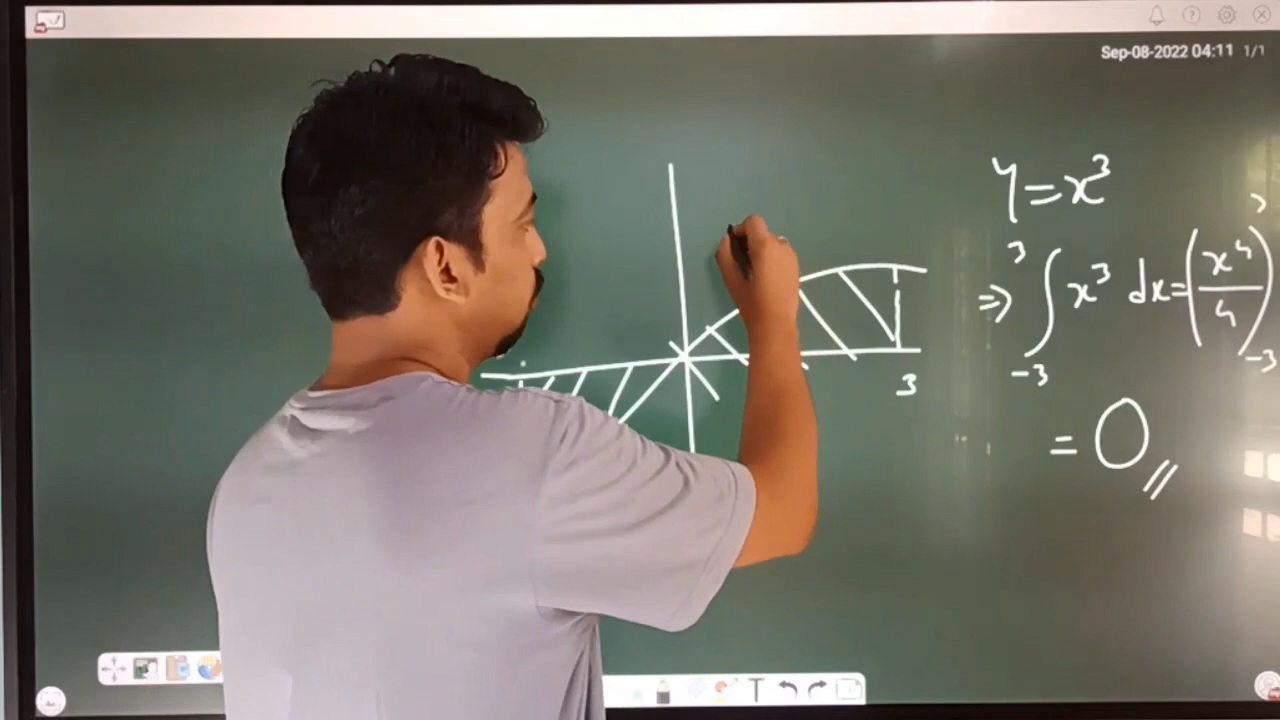 Sep-08-2022 04:11 1/1
y=x³
⇒ ∫₋₃³ x³ dx=(x⁴/4)₋₃³
= 0
3
T